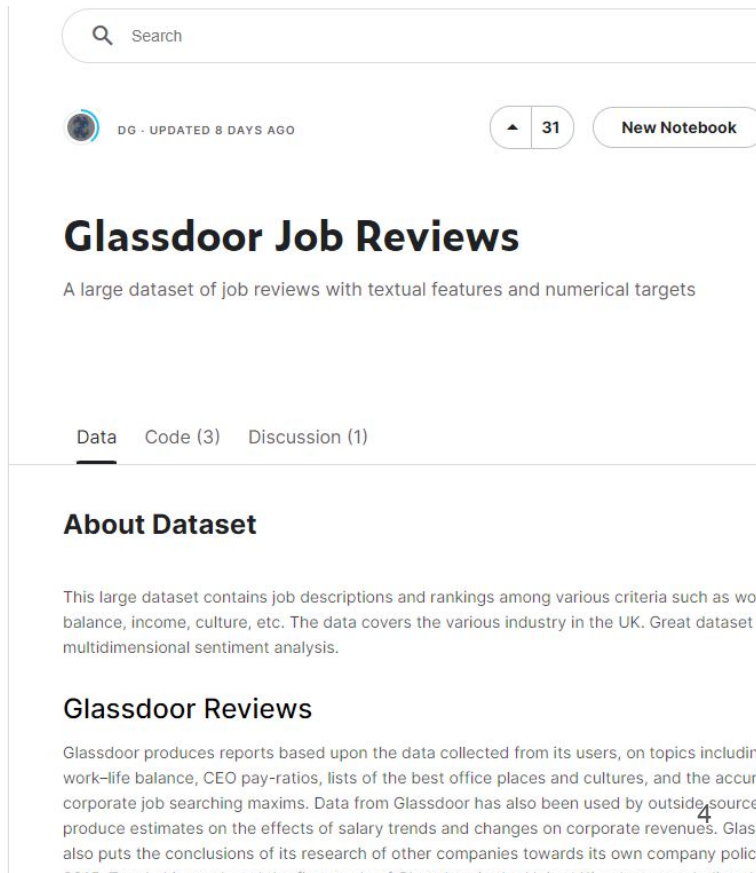 Search
DG · UPDATED 8 DAYS AGO
31
New Notebook
Glassdoor Job Reviews
A large dataset of job reviews with textual features and numerical targets
Data Code (3) Discussion (1)
About Dataset
This large dataset contains job descriptions and rankings among various criteria such as wo
balance, income, culture, etc. The data covers the various industry in the UK. Great dataset
multidimensional sentiment analysis.
Glassdoor Reviews
Glassdoor produces reports based upon the data collected from its users, on topics includin
work–life balance, CEO pay-ratios, lists of the best office places and cultures, and the accur
corporate job searching maxims. Data from Glassdoor has also been used by outside source
4
produce estimates on the effects of salary trends and changes on corporate revenues. Glas
also puts the conclusions of its research of other companies towards its own company polic